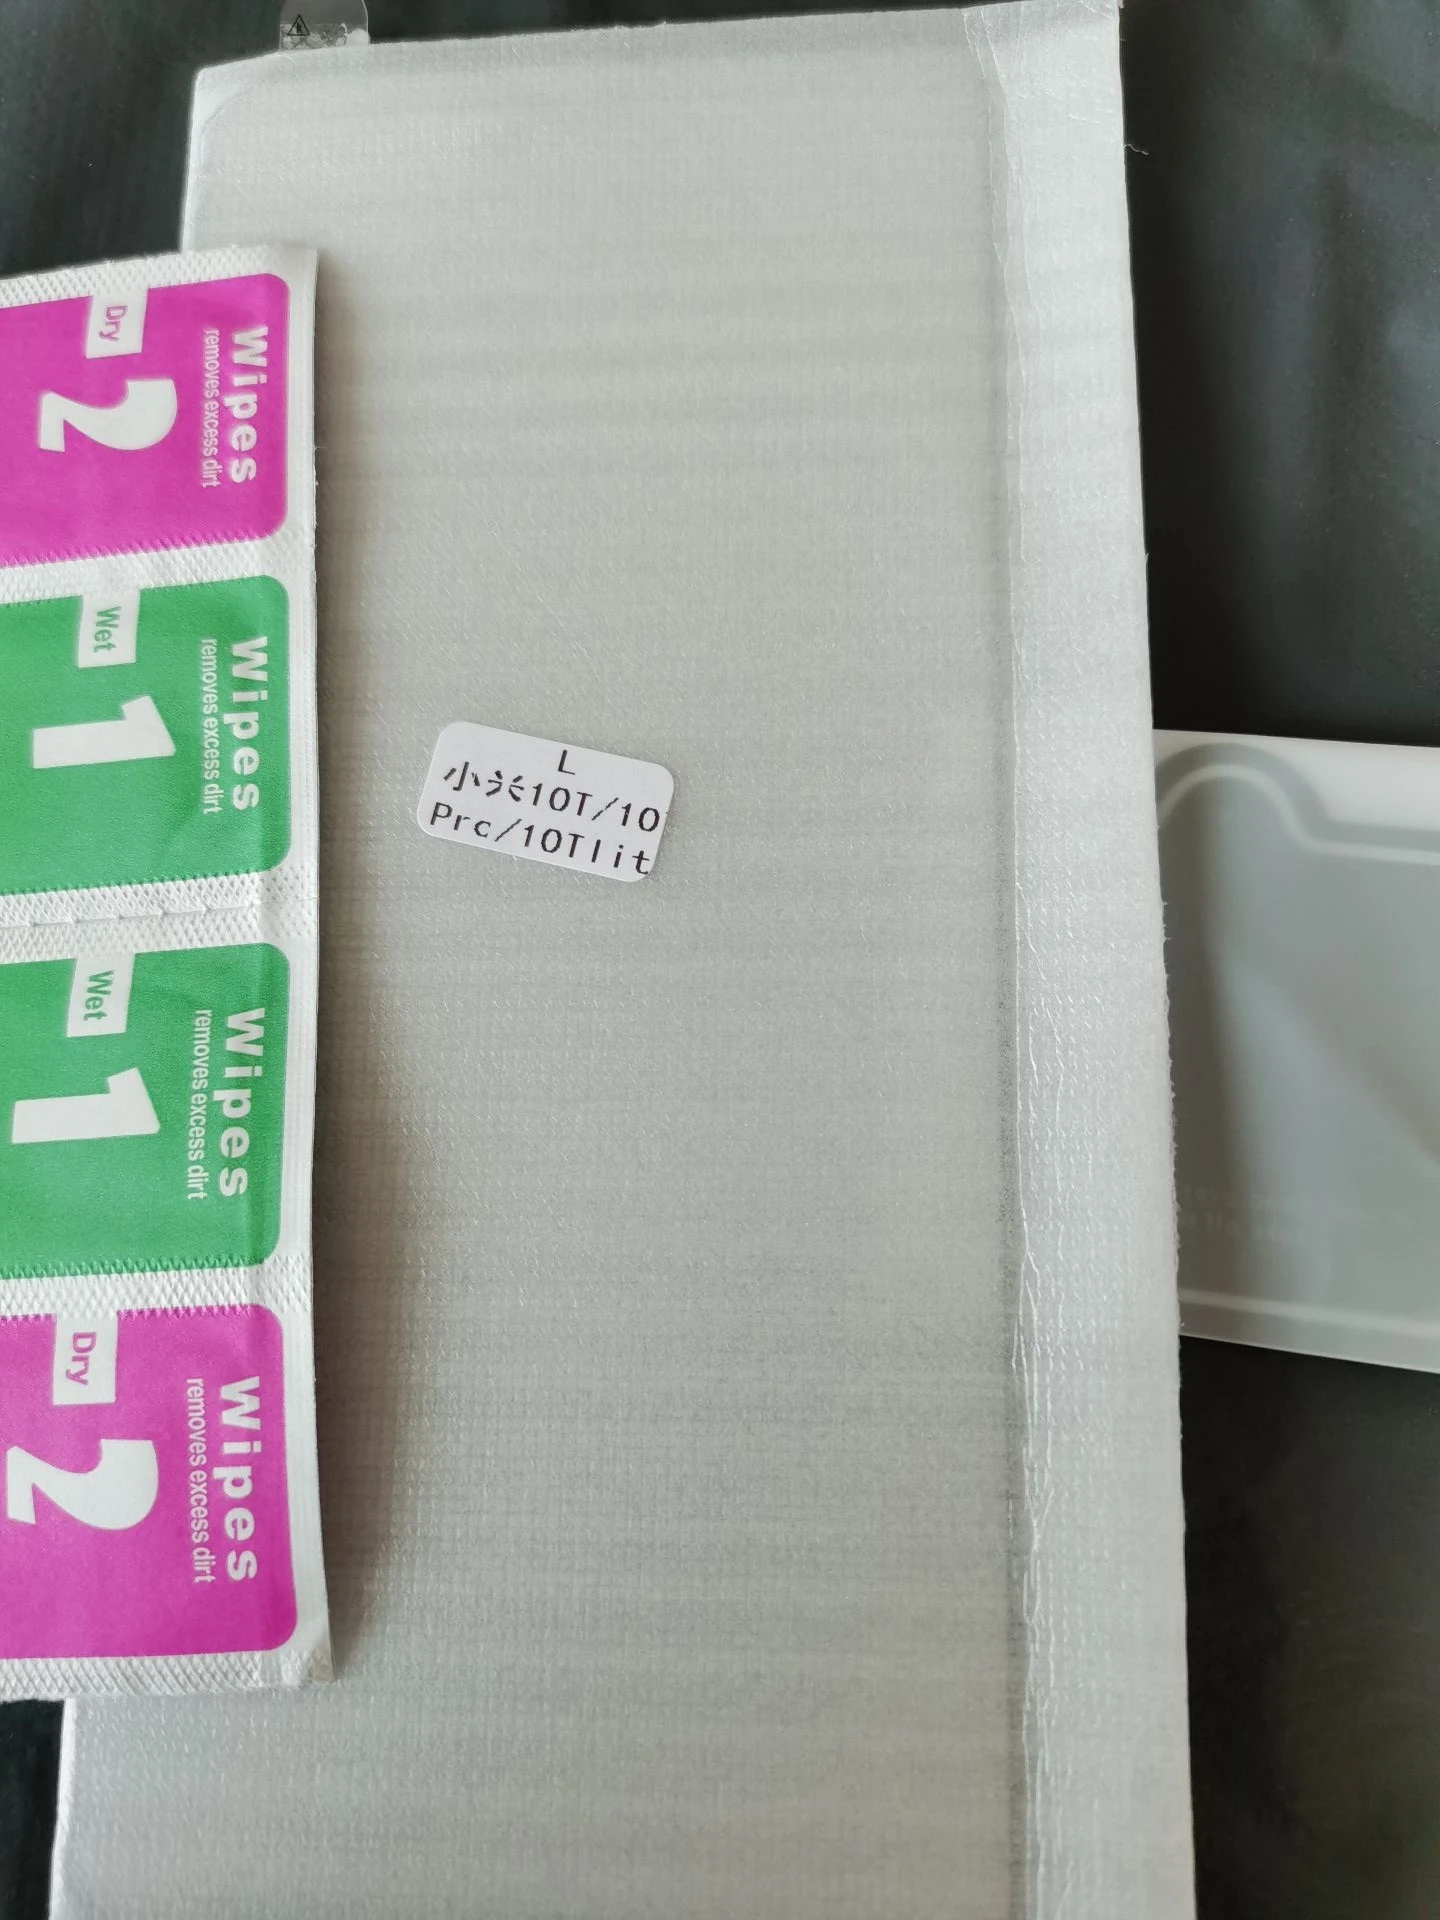 Wipes
removes excess dirt
Dry
2
Wipes
removes excess dirt
Wet
1
Wipes
removes excess dirt
Wet
1
Wipes
removes excess dirt
Dry
2
L
小米10T/10
Prc/10Tlit